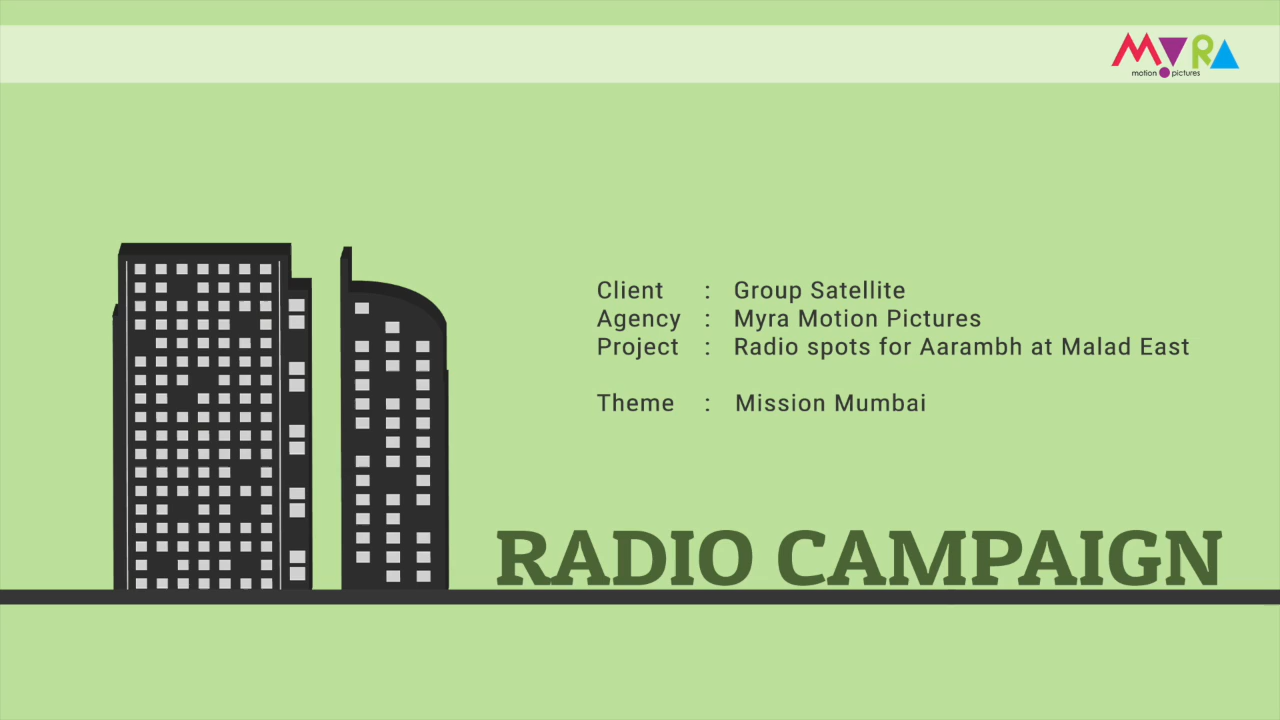 MYRA
motion pictures
Client : Group Satellite
Agency : Myra Motion Pictures
Project : Radio spots for Aarambh at Malad East
Theme : Mission Mumbai
RADIO CAMPAIGN